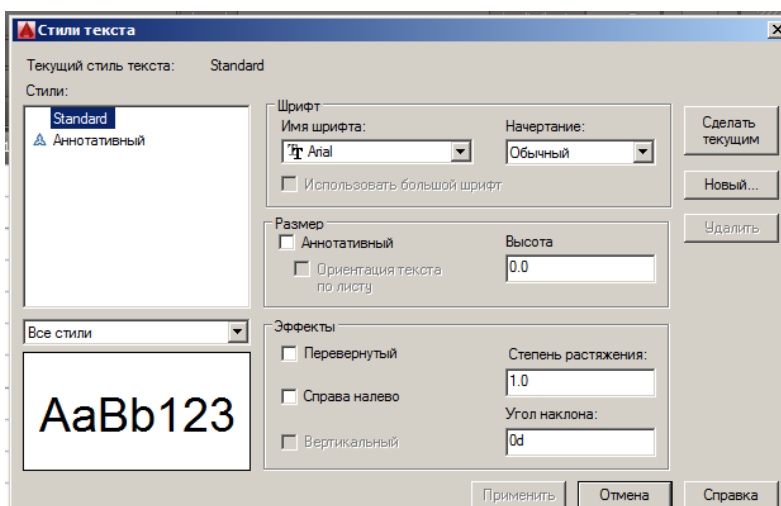 Стили текста
Текущий стиль текста: Standard
Стили:
Standard
Аннотативный
Все стили
AaBb123
Шрифт
Имя шрифта: Начертание:
Arial Обычный
Использовать большой шрифт
Размер
Аннотативный Высота
Ориентация текста 0.0
по листу
Эффекты
Перевернутый Степень растяжения:
1.0
Справа налево Угол наклона:
Вертикальный 0d
Сделать
текущим
Новый...
Удалить
Применить Отмена Справка